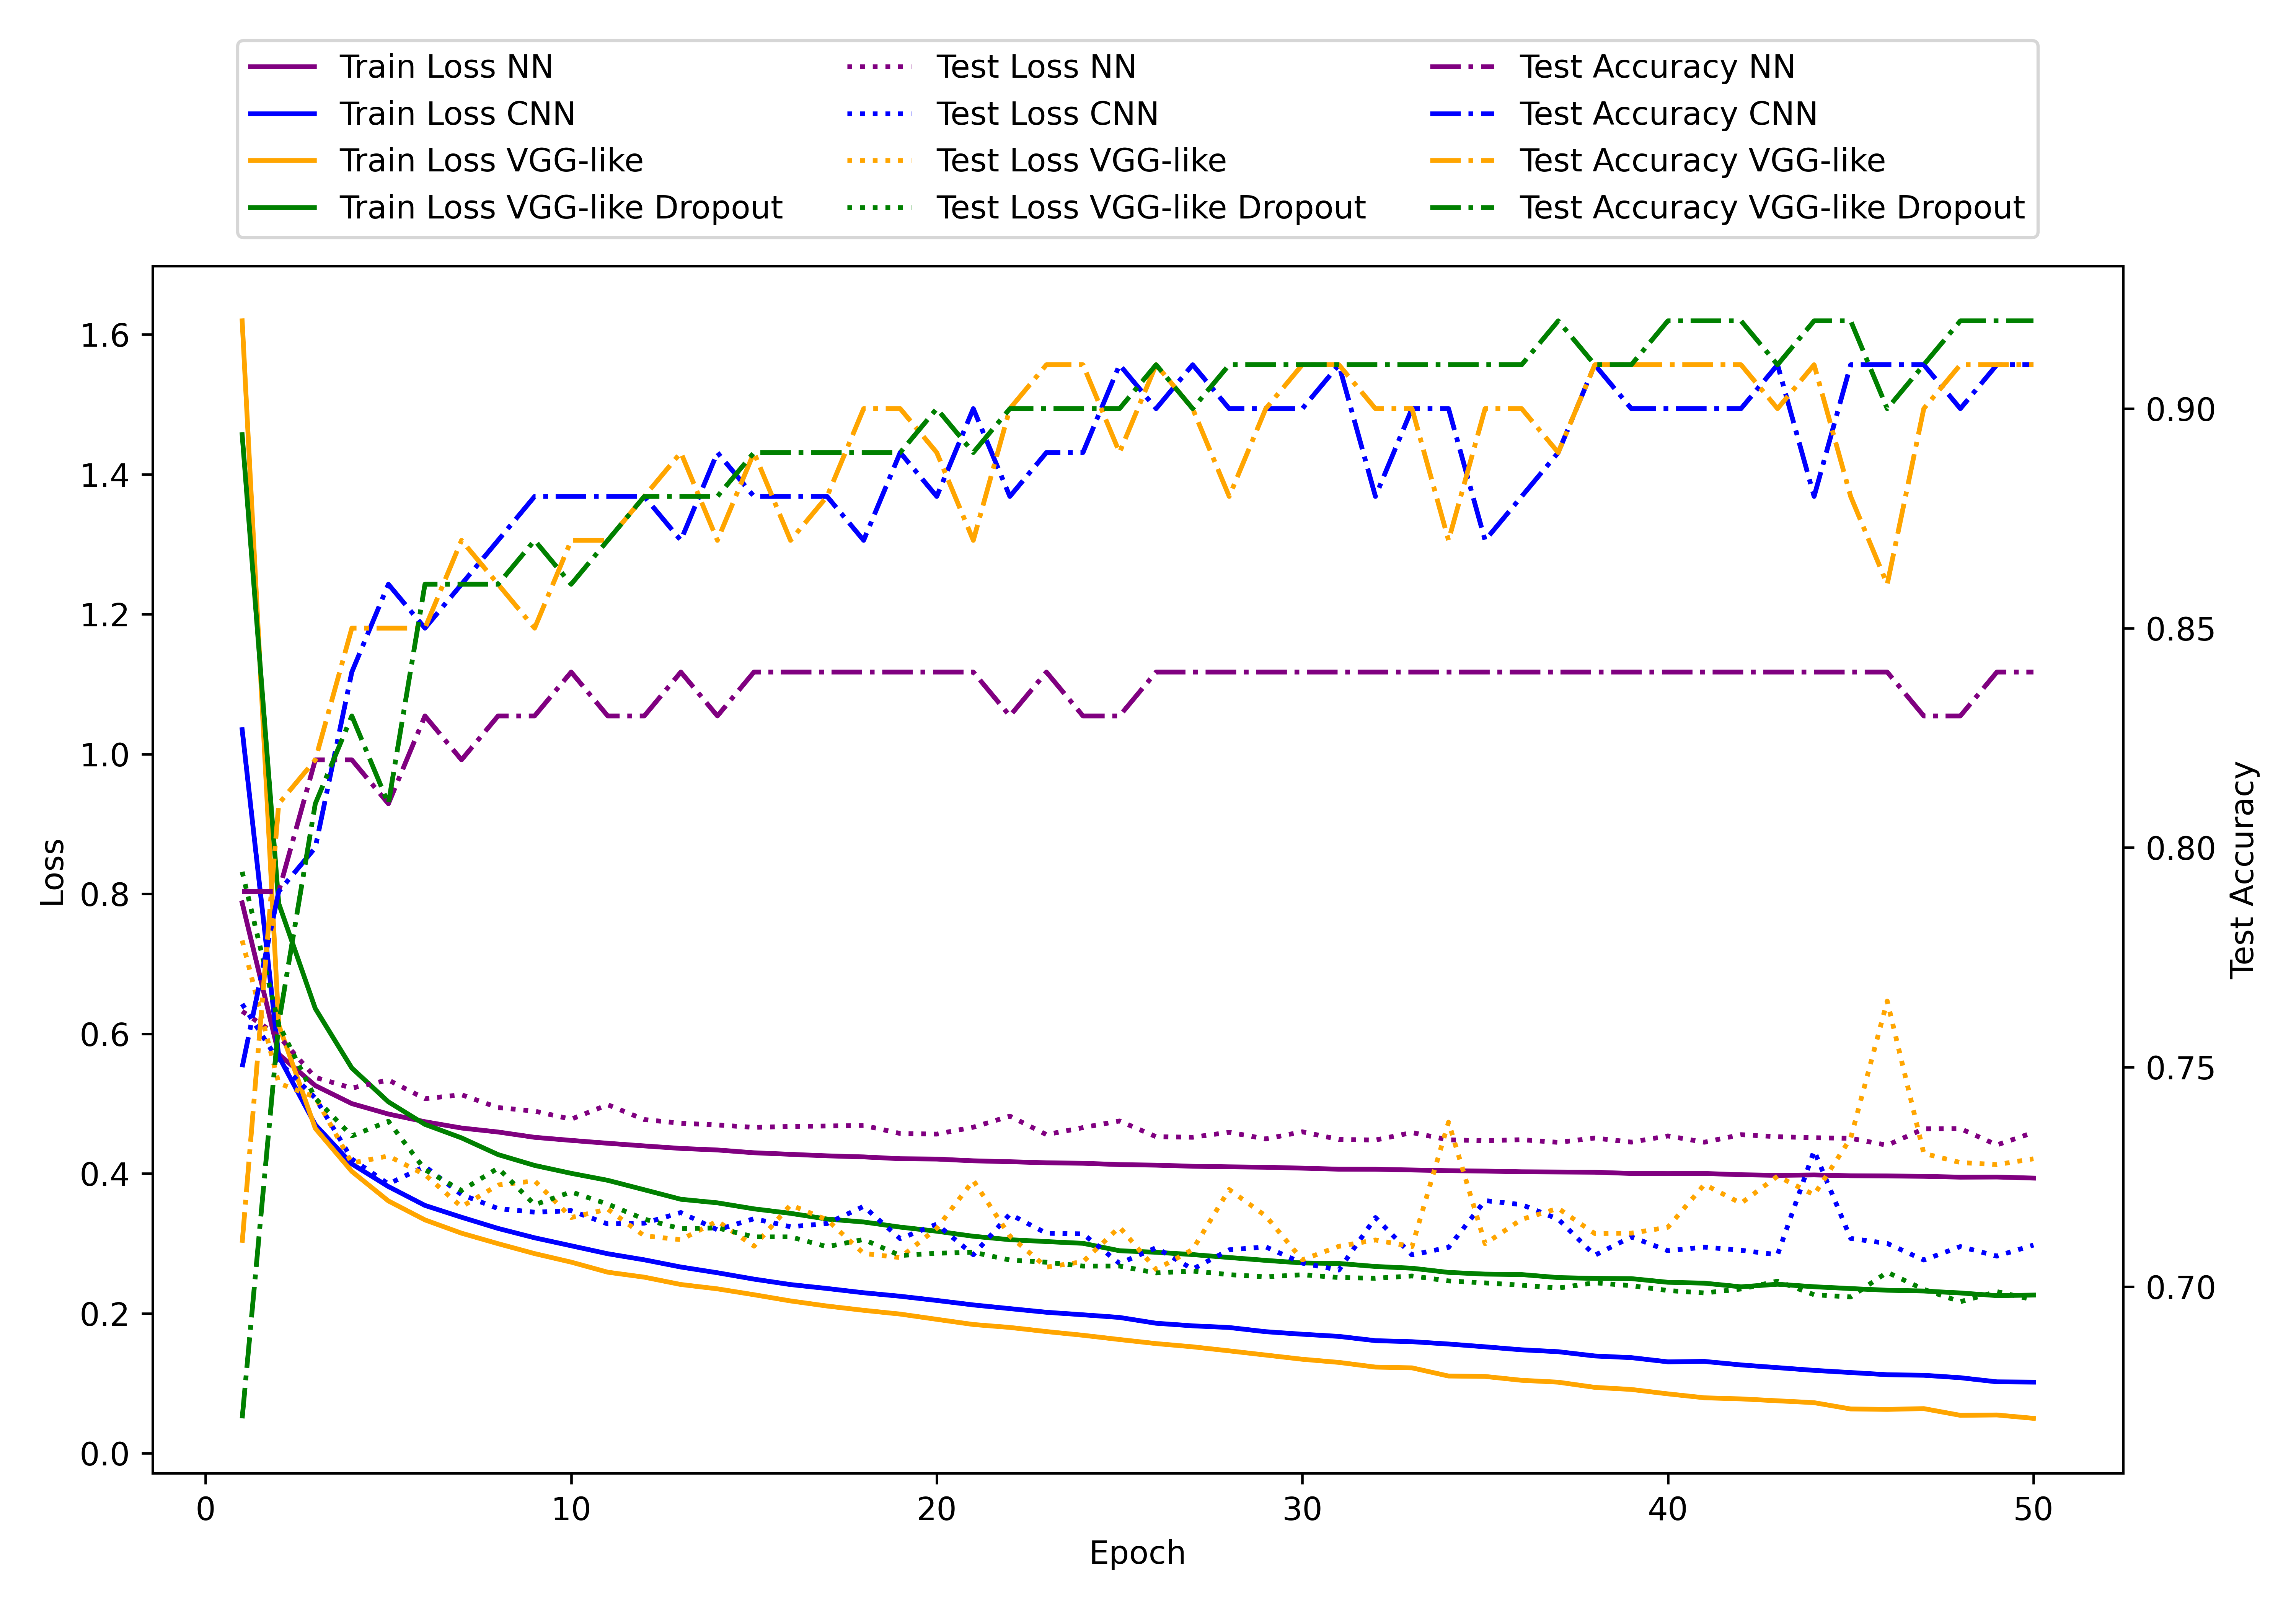 Train Loss NN
Train Loss CNN
Train Loss VGG-like
Train Loss VGG-like Dropout
Test Loss NN
Test Loss CNN
Test Loss VGG-like
Test Loss VGG-like Dropout
Test Accuracy NN
Test Accuracy CNN
Test Accuracy VGG-like
Test Accuracy VGG-like Dropout
Loss
1.6
1.4
1.2
1.0
0.8
0.6
0.4
0.2
0.0
0.90
0.85
0.80
0.75
0.70
Test Accuracy
0
10
20
30
40
50
Epoch